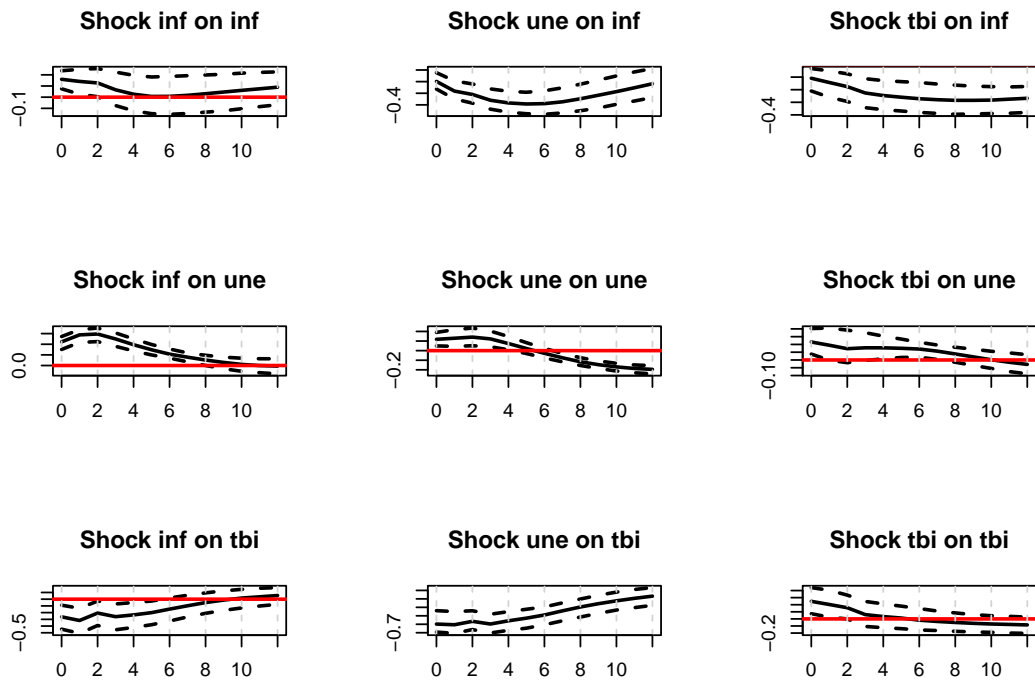 Shock inf on inf
Shock une on inf
Shock tbi on inf
−0.1
−0.4
−0.4
0 2 4 6 8 10
0 2 4 6 8 10
0 2 4 6 8 10
Shock inf on une
Shock une on une
Shock tbi on une
0.0
−0.2
−0.10
0 2 4 6 8 10
0 2 4 6 8 10
0 2 4 6 8 10
Shock inf on tbi
Shock une on tbi
Shock tbi on tbi
−0.5
−0.7
−0.2
0 2 4 6 8 10
0 2 4 6 8 10
0 2 4 6 8 10